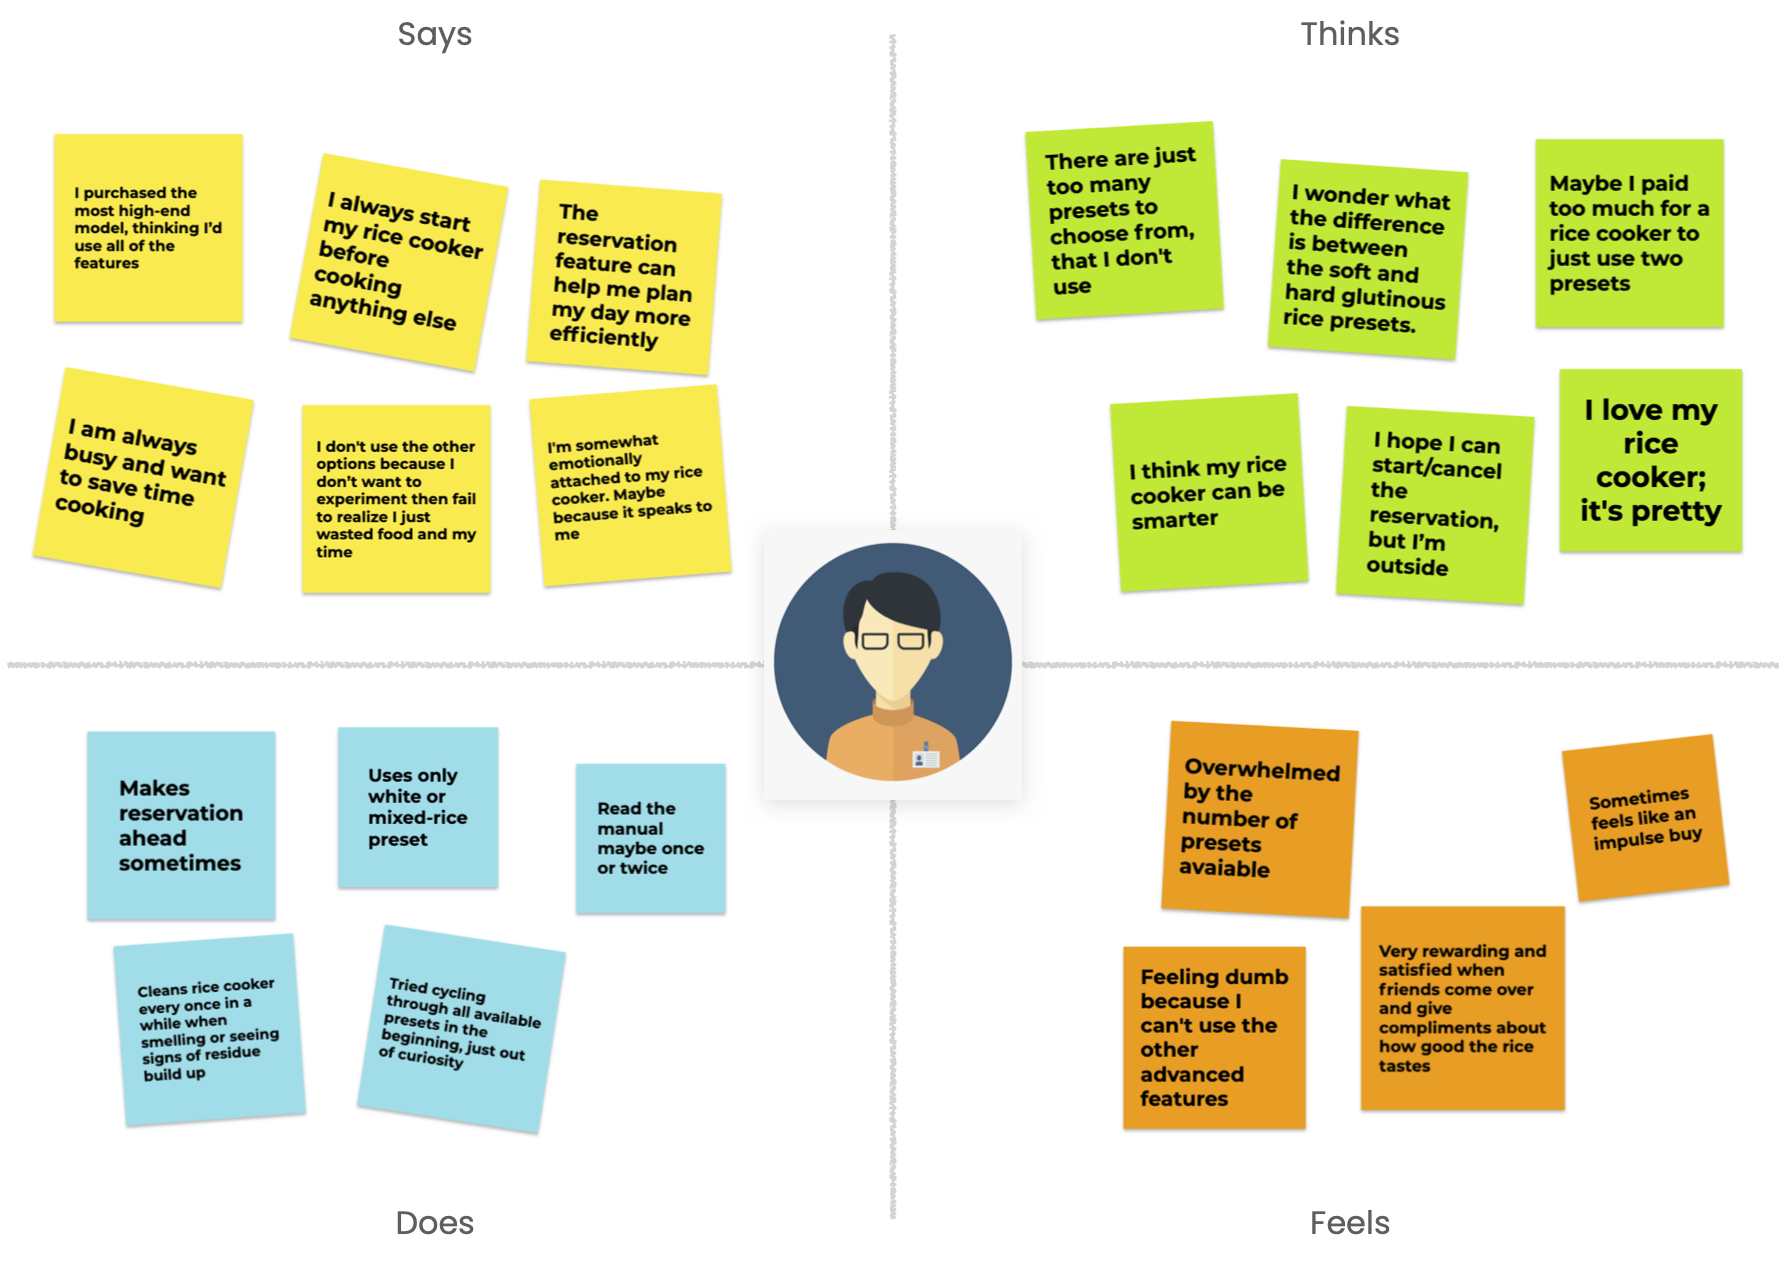 Says
Thinks
I purchased the
most high-end
model, thinking I’d
use all of the
features
I always start
my rice cooker
before
cooking
anything else
The
reservation
feature can
help me plan
my day more
efficiently
I am always
busy and want
to save time
cooking
I don't use the other
options because I
don’t want to
experiment then fail
to realize I just
wasted food and my
time
I'm somewhat
emotionally
attached to my rice
cooker. Maybe
because it speaks to
me
There are just
too many
presets to
choose from,
that I don't
use
I wonder what
the difference
is between
the soft and
hard glutinous
rice presets.
Maybe I paid
too much for a
rice cooker to
just use two
presets
I think my rice
cooker can be
smarter
I hope I can
start/cancel
the
reservation,
but I’m
outside
I love my
rice
cooker;
it's pretty
Makes
reservation
ahead
sometimes
Uses only
white or
mixed-rice
preset
Read the
manual
maybe once
or twice
Cleans rice cooker
every once in a
while when
smelling or seeing
signs of residue
build up
Tried cycling
through all available
presets in the
beginning, just out
of curiosity
Overwhelmed
by the
number of
presets
avaiable
Sometimes
feels like an
impulse buy
Feeling dumb
because I
can't use the
other
advanced
features
Very rewarding and
satisfied when
friends come over
and give
compliments about
how good the rice
tastes
Does
Feels